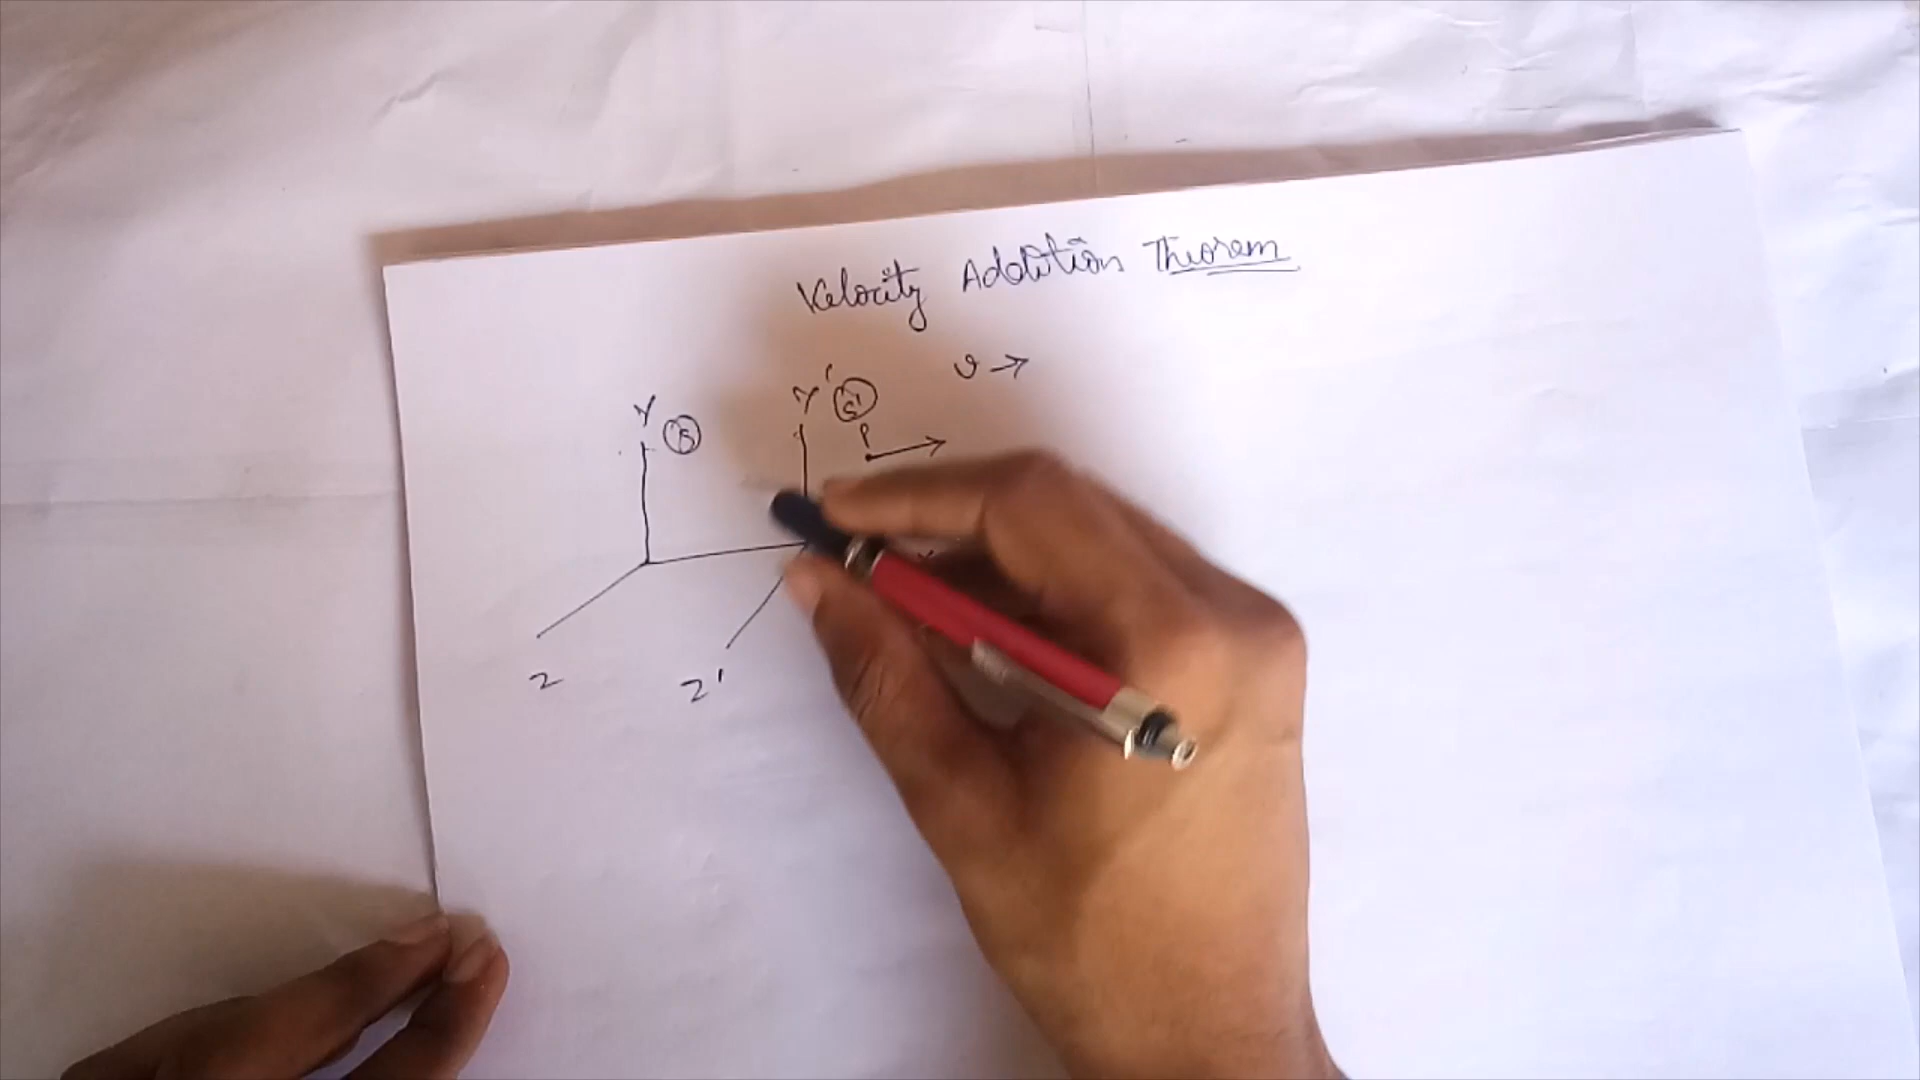 Velocity Addition Theorem
v →
Y S Y' S'
P
X
Z Z'